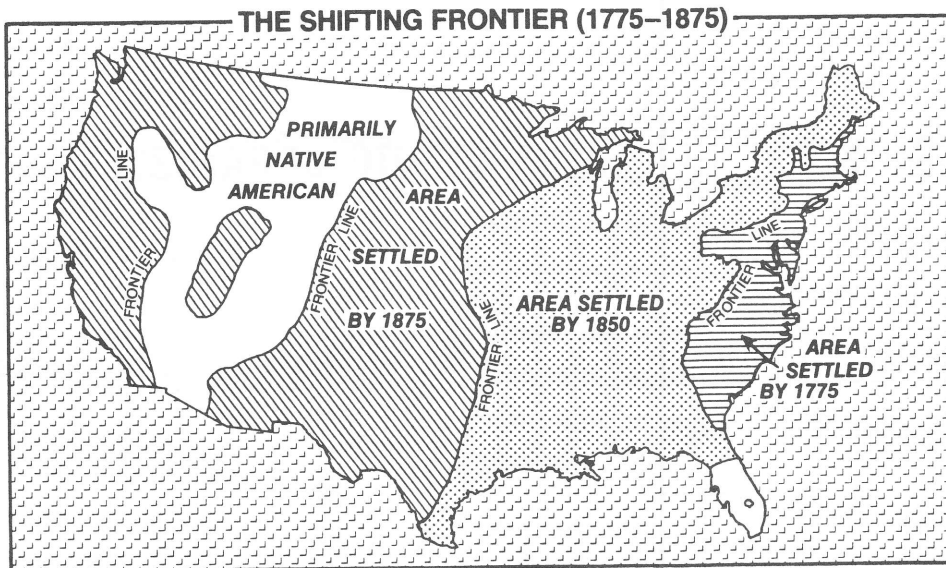 THE SHIFTING FRONTIER (1775–1875)
PRIMARILY
NATIVE
AMERICAN
LINE
FRONTIER
AREA
SETTLED
BY 1875
FRONTIER LINE
AREA SETTLED
BY 1850
FRONTIER LINE
LINE
FRONTIER
AREA
SETTLED
BY 1775